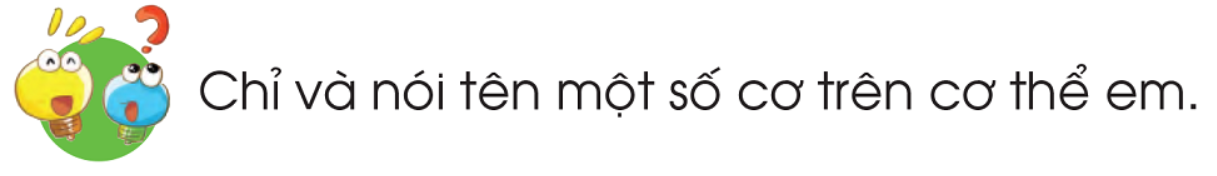 Chỉ và nói tên một số cơ trên cơ thể em.